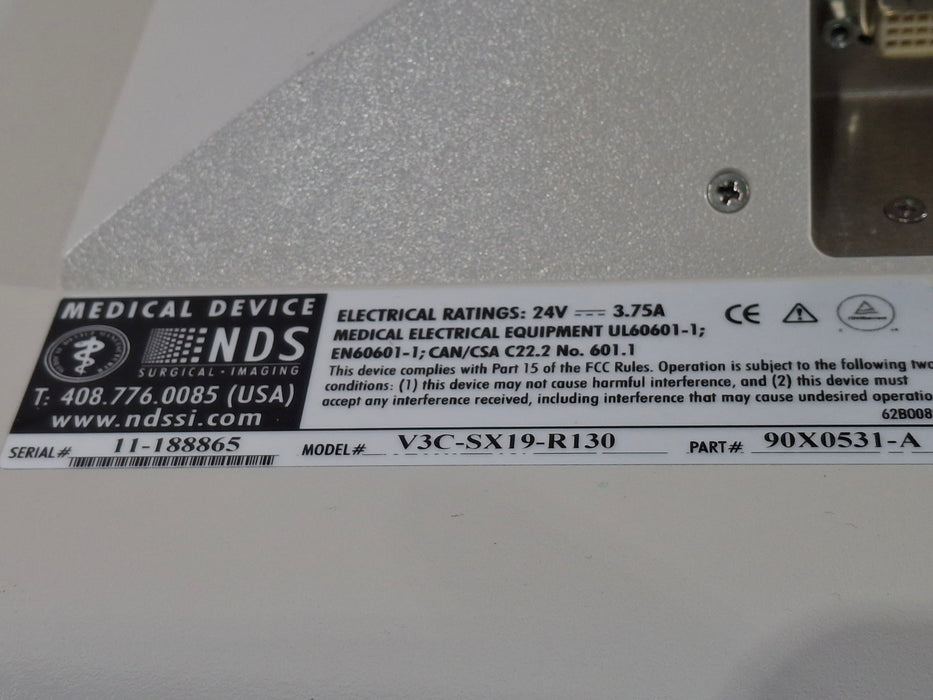 MEDICAL DEVICE
NDS
SURGICAL · IMAGING
T: 408.776.0085 (USA)
www.ndssi.com
ELECTRICAL RATINGS: 24V ⎓ 3.75A
MEDICAL ELECTRICAL EQUIPMENT UL60601-1;
EN60601-1; CAN/CSA C22.2 No. 601.1
This device complies with Part 15 of the FCC Rules. Operation is subject to the following two
conditions: (1) this device may not cause harmful interference, and (2) this device must
accept any interference received, including interference that may cause undesired operatio
62B008
CE
SERIAL# 11-188865 MODEL# V3C-SX19-R130 PART# 90X0531-A